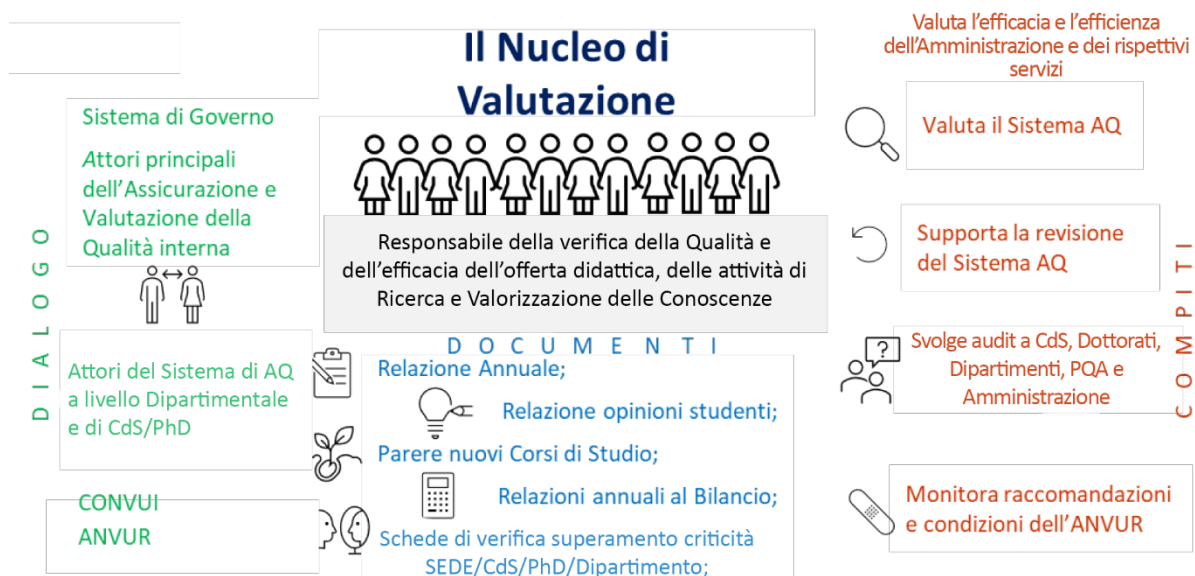 Il Nucleo di
Valutazione
Responsabile della verifica della Qualità e
dell'efficacia dell'offerta didattica, delle attività di
Ricerca e Valorizzazione delle Conoscenze
DIALOGO
Sistema di Governo
Attori principali
dell'Assicurazione e
Valutazione della
Qualità interna
Attori del Sistema di AQ
a livello Dipartimentale
e di CdS/PhD
CONVUI
ANVUR
DOCUMENTI
Relazione Annuale;
Relazione opinioni studenti;
Parere nuovi Corsi di Studio;
Relazioni annuali al Bilancio;
Schede di verifica superamento criticità
SEDE/CdS/PhD/Dipartimento;
COMPITI
Valuta l'efficacia e l'efficienza
dell'Amministrazione e dei rispettivi
servizi
Valuta il Sistema AQ
Supporta la revisione
del Sistema AQ
?
Svolge audit a CdS, Dottorati,
Dipartimenti, PQA e
Amministrazione
Monitora raccomandazioni
e condizioni dell'ANVUR